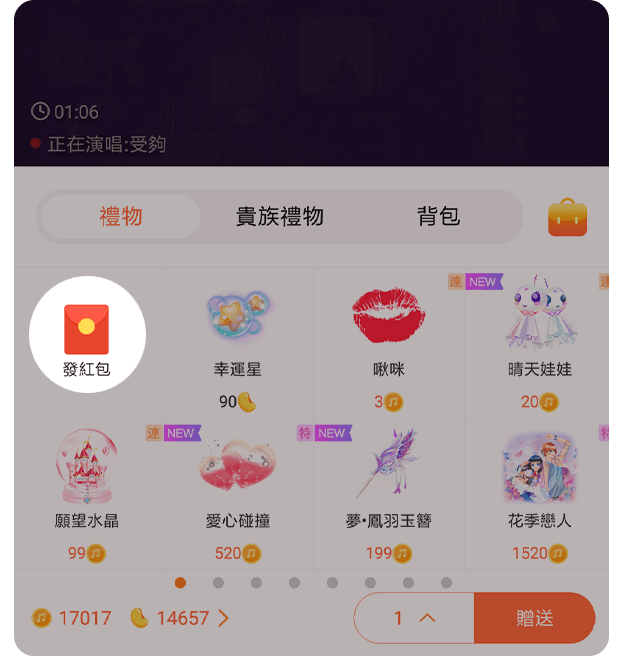 01:06
正在演唱:受夠
禮物
貴族禮物
背包
發紅包
幸運星
90
啾咪
3
連 NEW
晴天娃娃
20
連
願望水晶
99
連 NEW
愛心碰撞
520
特 NEW
夢•鳳羽玉簪
199
花季戀人
1520
特
17017
14657
1
贈送